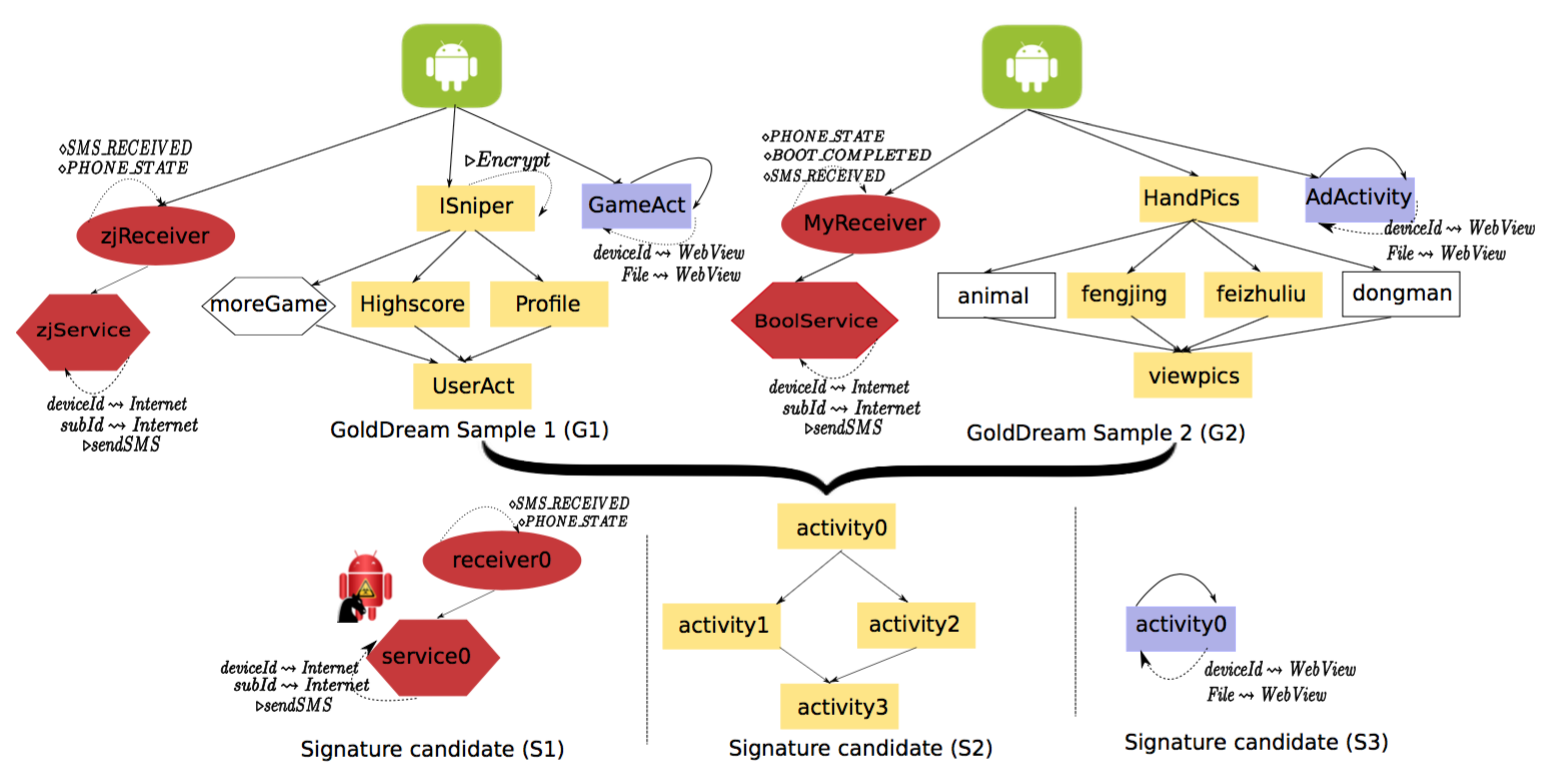 ◇SMS_RECEIVED
◇PHONE_STATE
zjReceiver
zjService
deviceId ⇝ Internet
subId ⇝ Internet
▷sendSMS
▷Encrypt
ISniper
GameAct
deviceId ⇝ WebView
File ⇝ WebView
moreGame
Highscore
Profile
UserAct
GoldDream Sample 1 (G1)
◇PHONE_STATE
◇BOOT_COMPLETED
◇SMS_RECEIVED
MyReceiver
BoolService
deviceId ⇝ Internet
subId ⇝ Internet
▷sendSMS
HandPics
AdActivity
deviceId ⇝ WebView
File ⇝ WebView
animal
fengjing
feizhuliu
dongman
viewpics
GoldDream Sample 2 (G2)
◇SMS_RECEIVED
◇PHONE_STATE
receiver0
service0
deviceId ⇝ Internet
subId ⇝ Internet
▷sendSMS
Signature candidate (S1)
activity0
activity1
activity2
activity3
Signature candidate (S2)
activity0
deviceId ⇝ WebView
File ⇝ WebView
Signature candidate (S3)